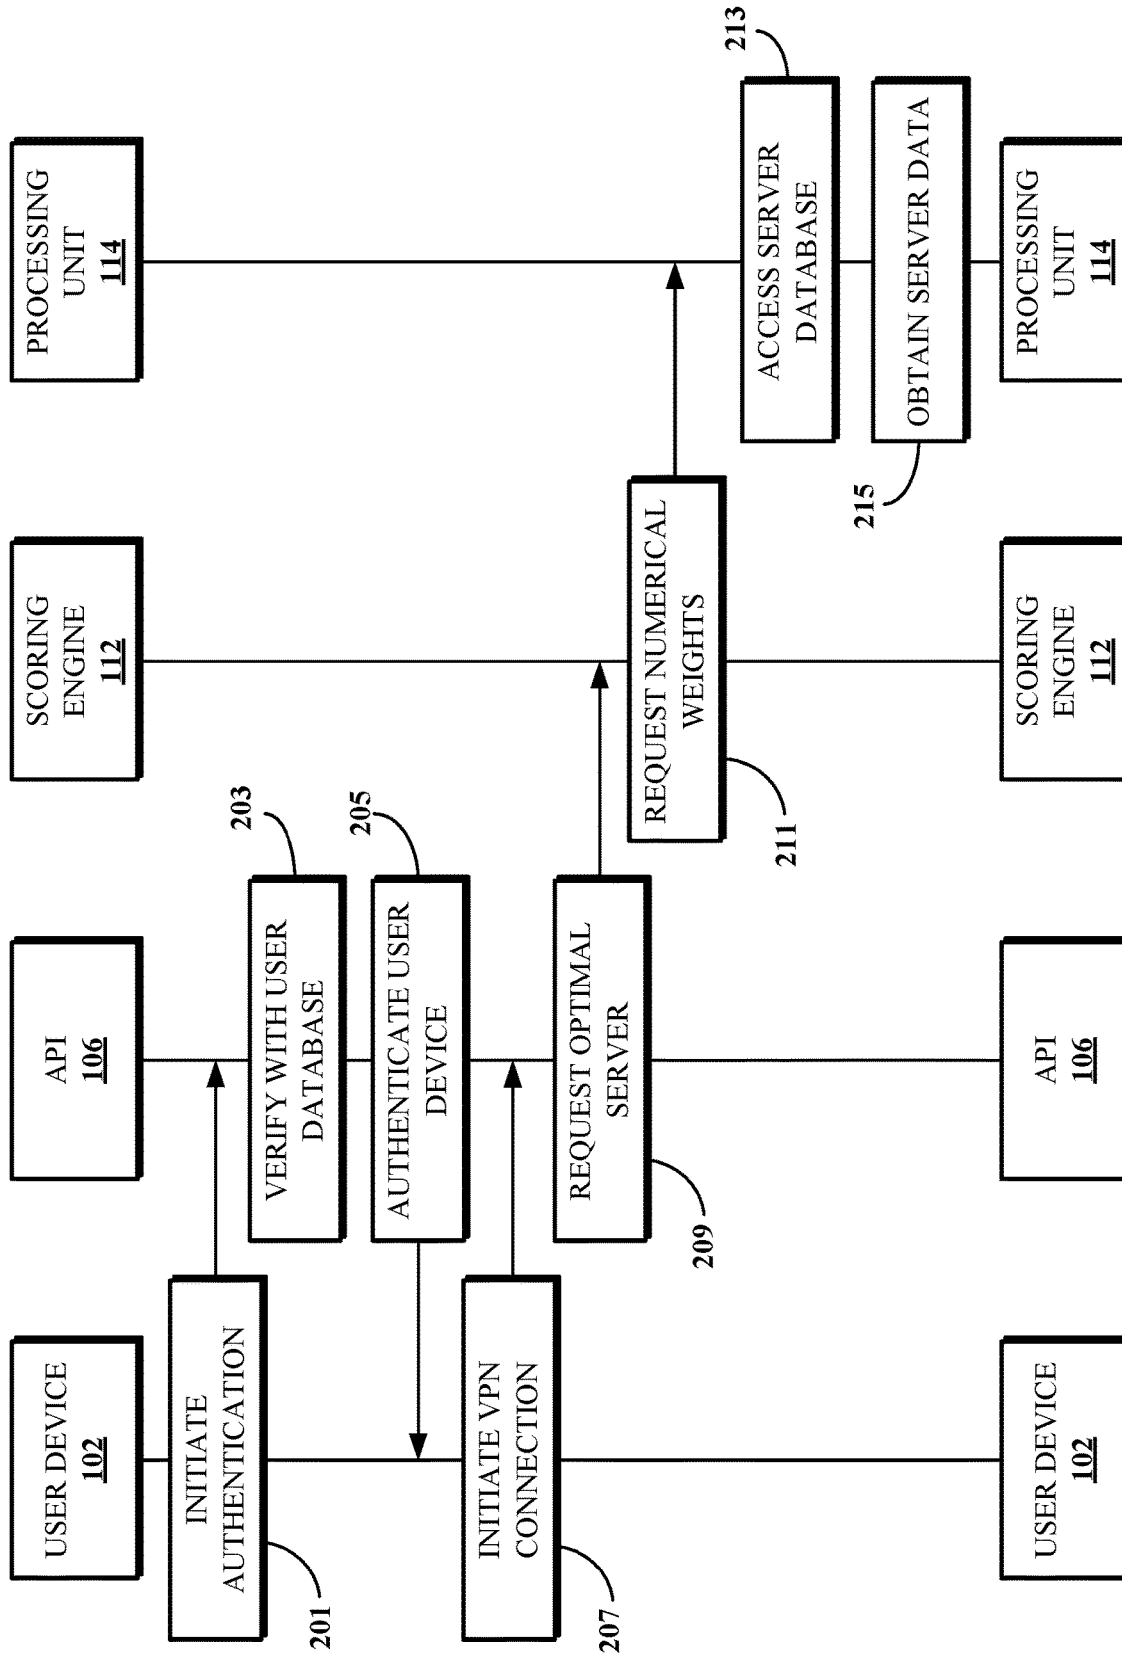 USER DEVICE
102
API
106
SCORING
ENGINE
112
PROCESSING
UNIT
114
INITIATE
AUTHENTICATION
201
VERIFY WITH USER
DATABASE
203
AUTHENTICATE USER
DEVICE
205
INITIATE VPN
CONNECTION
207
REQUEST OPTIMAL
SERVER
209
REQUEST NUMERICAL
WEIGHTS
211
ACCESS SERVER
DATABASE
213
OBTAIN SERVER DATA
215
USER DEVICE
102
API
106
SCORING
ENGINE
112
PROCESSING
UNIT
114